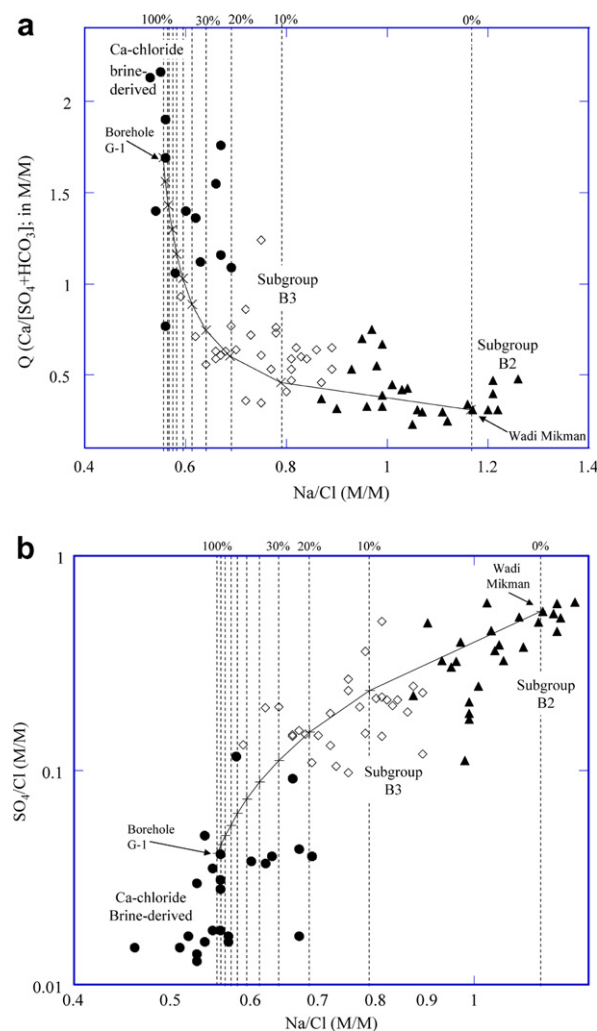 a
100% 30% 20% 10% 0%
Ca-chloride
brine-
derived
Borehole
G-1
Subgroup
B3
Subgroup
B2
Wadi Mikman
2
1.5
1
0.5
Q (Ca/[SO₄+HCO₃]; in M/M)
0.4 0.6 0.8 1 1.2 1.4
Na/Cl (M/M)
b
100% 30% 20% 10% 0%
Wadi
Mikman
Subgroup
B2
Subgroup
B3
Borehole
G-1
Ca-chloride
Brine-derived
1
0.1
0.01
SO₄/Cl (M/M)
0.4 0.5 0.6 0.7 0.8 0.9 1
Na/Cl (M/M)